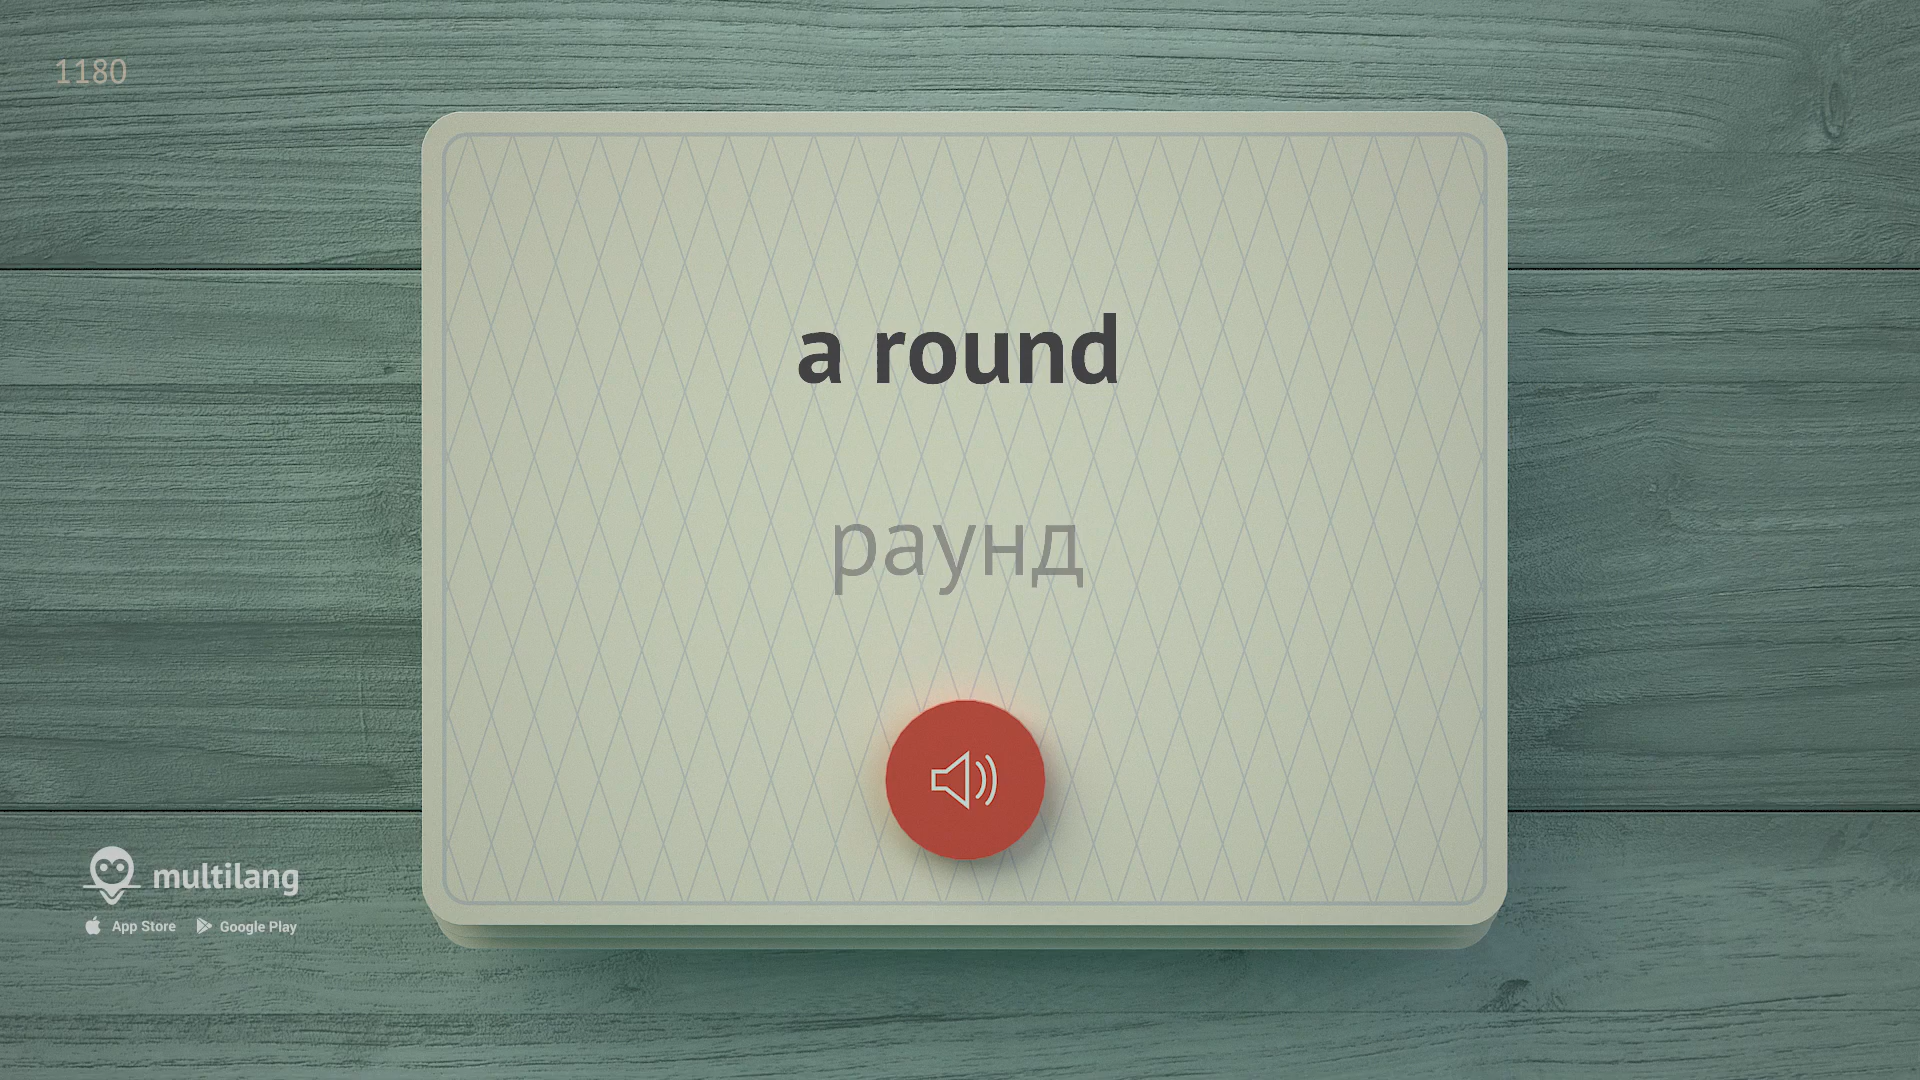 1180
a round
раунд
multilang
App Store Google Play